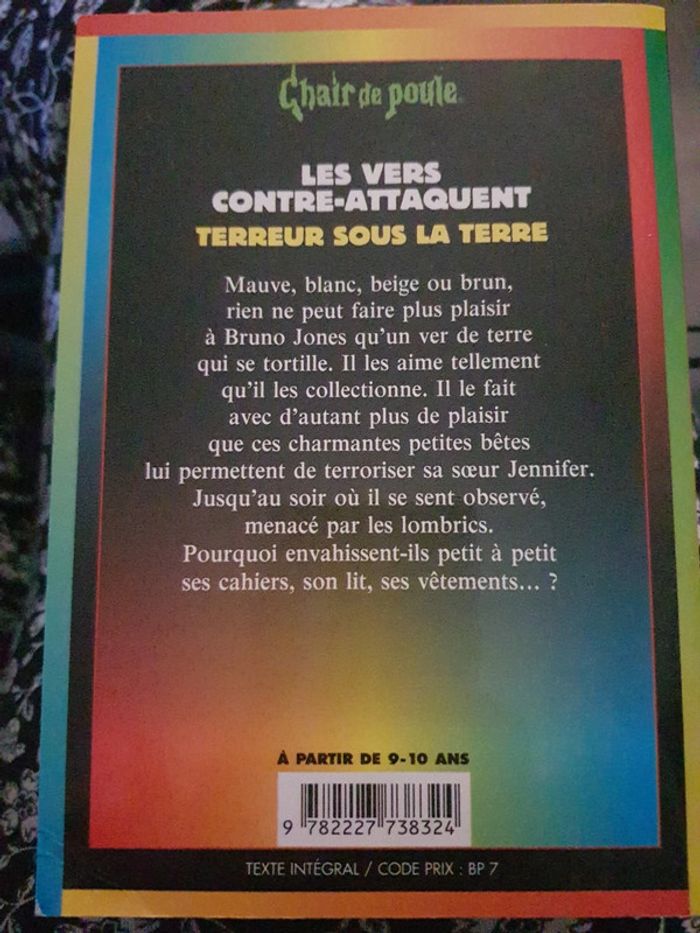 Chair de poule
LES VERS
CONTRE-ATTAQUENT
TERREUR SOUS LA TERRE
Mauve, blanc, beige ou brun,
rien ne peut faire plus plaisir
à Bruno Jones qu'un ver de terre
qui se tortille. Il les aime tellement
qu'il les collectionne. Il le fait
avec d'autant plus de plaisir
que ces charmantes petites bêtes
lui permettent de terroriser sa sœur Jennifer.
Jusqu'au soir où il se sent observé,
menacé par les lombrics.
Pourquoi envahissent-ils petit à petit
ses cahiers, son lit, ses vêtements... ?
À PARTIR DE 9-10 ANS
9 782227 738324
TEXTE INTÉGRAL / CODE PRIX : BP 7